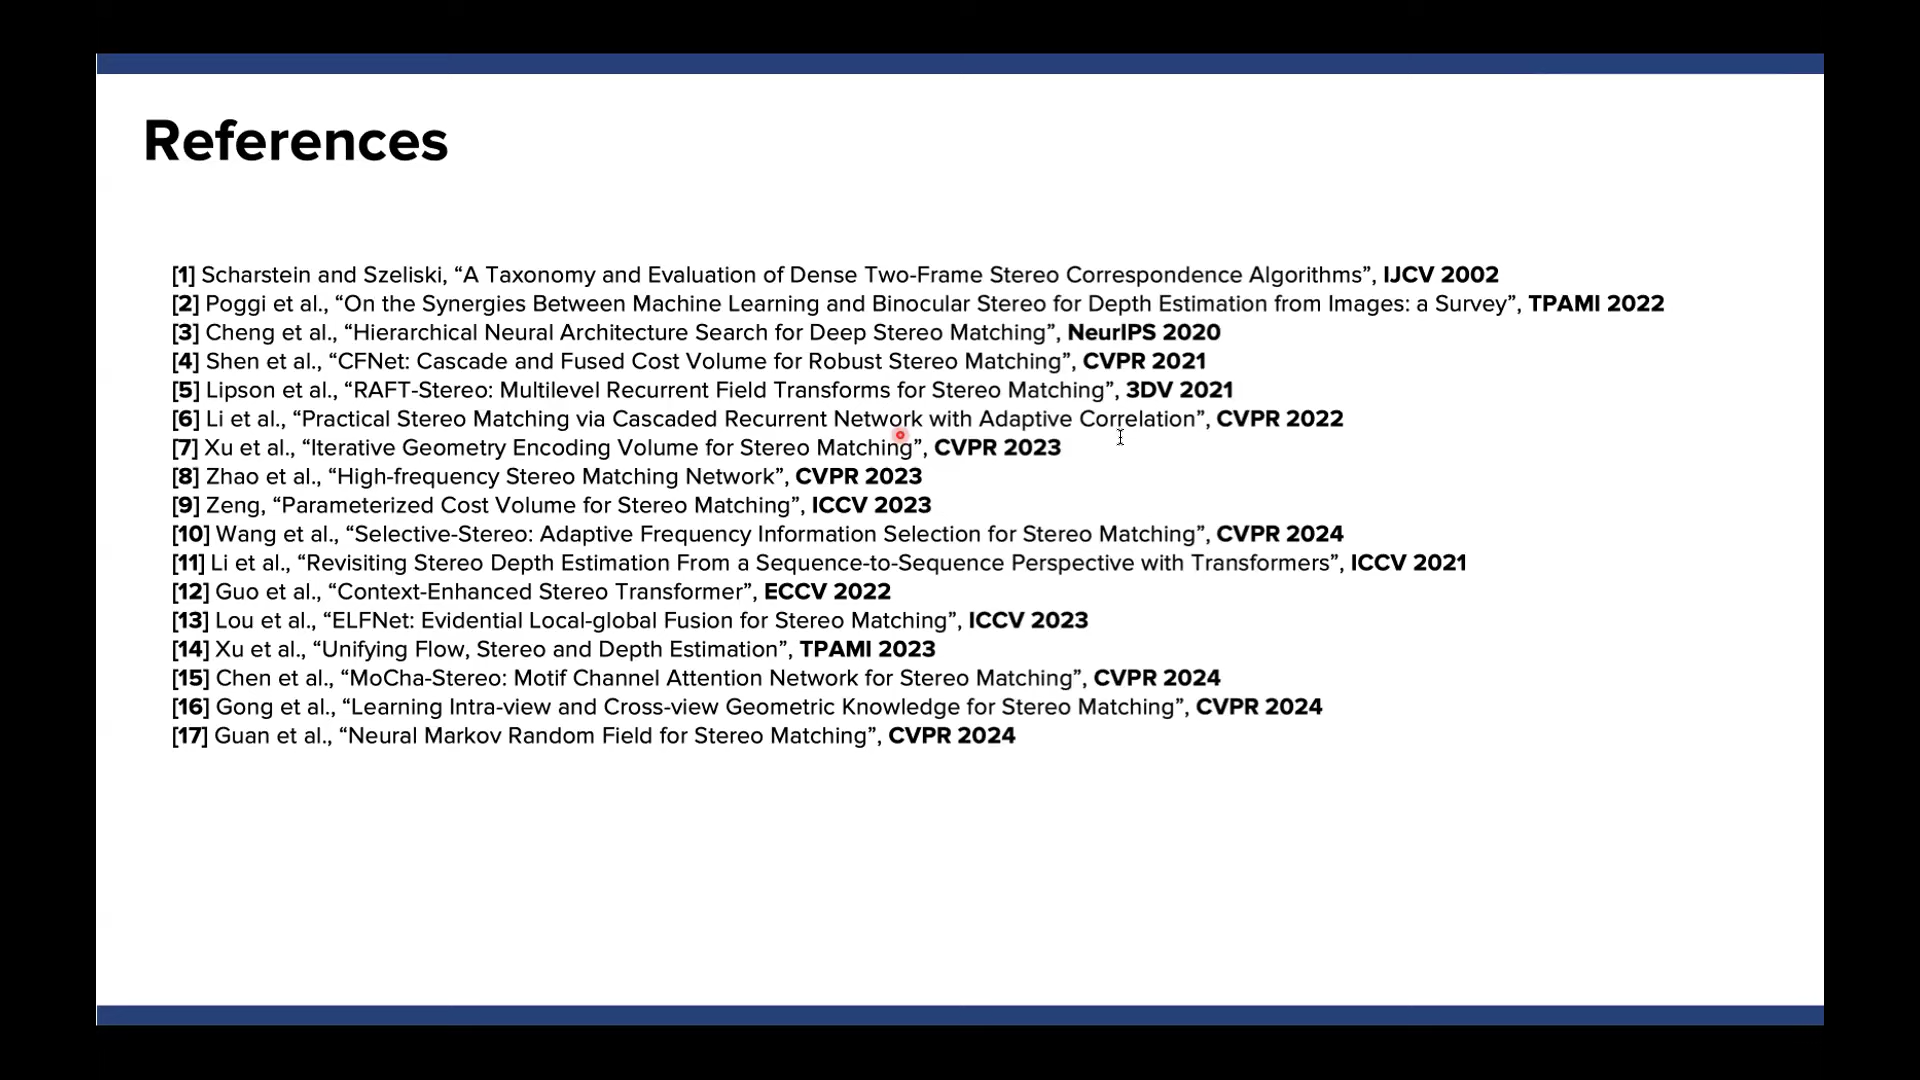 References
[1] Scharstein and Szeliski, “A Taxonomy and Evaluation of Dense Two-Frame Stereo Correspondence Algorithms”, IJCV 2002
[2] Poggi et al., “On the Synergies Between Machine Learning and Binocular Stereo for Depth Estimation from Images: a Survey”, TPAMI 2022
[3] Cheng et al., “Hierarchical Neural Architecture Search for Deep Stereo Matching”, NeurIPS 2020
[4] Shen et al., “CFNet: Cascade and Fused Cost Volume for Robust Stereo Matching”, CVPR 2021
[5] Lipson et al., “RAFT-Stereo: Multilevel Recurrent Field Transforms for Stereo Matching”, 3DV 2021
[6] Li et al., “Practical Stereo Matching via Cascaded Recurrent Network with Adaptive Correlation”, CVPR 2022
[7] Xu et al., “Iterative Geometry Encoding Volume for Stereo Matching”, CVPR 2023
[8] Zhao et al., “High-frequency Stereo Matching Network”, CVPR 2023
[9] Zeng, “Parameterized Cost Volume for Stereo Matching”, ICCV 2023
[10] Wang et al., “Selective-Stereo: Adaptive Frequency Information Selection for Stereo Matching”, CVPR 2024
[11] Li et al., “Revisiting Stereo Depth Estimation From a Sequence-to-Sequence Perspective with Transformers”, ICCV 2021
[12] Guo et al., “Context-Enhanced Stereo Transformer”, ECCV 2022
[13] Lou et al., “ELFNet: Evidential Local-global Fusion for Stereo Matching”, ICCV 2023
[14] Xu et al., “Unifying Flow, Stereo and Depth Estimation”, TPAMI 2023
[15] Chen et al., “MoCha-Stereo: Motif Channel Attention Network for Stereo Matching”, CVPR 2024
[16] Gong et al., “Learning Intra-view and Cross-view Geometric Knowledge for Stereo Matching”, CVPR 2024
[17] Guan et al., “Neural Markov Random Field for Stereo Matching”, CVPR 2024